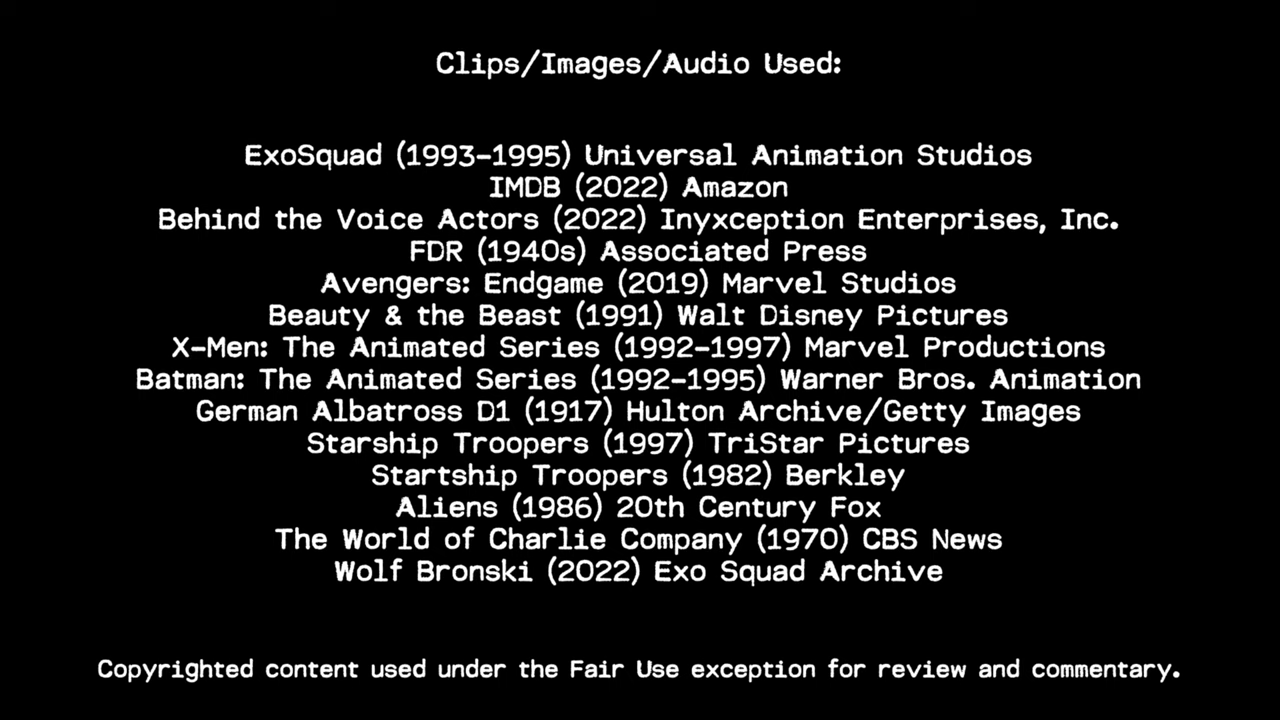 Clips/Images/Audio Used:
ExoSquad (1993-1995) Universal Animation Studios
IMDB (2022) Amazon
Behind the Voice Actors (2022) Inyxception Enterprises, Inc.
FDR (1940s) Associated Press
Avengers: Endgame (2019) Marvel Studios
Beauty & the Beast (1991) Walt Disney Pictures
X-Men: The Animated Series (1992-1997) Marvel Productions
Batman: The Animated Series (1992-1995) Warner Bros. Animation
German Albatross D1 (1917) Hulton Archive/Getty Images
Starship Troopers (1997) TriStar Pictures
Startship Troopers (1982) Berkley
Aliens (1986) 20th Century Fox
The World of Charlie Company (1970) CBS News
Wolf Bronski (2022) Exo Squad Archive
Copyrighted content used under the Fair Use exception for review and commentary.